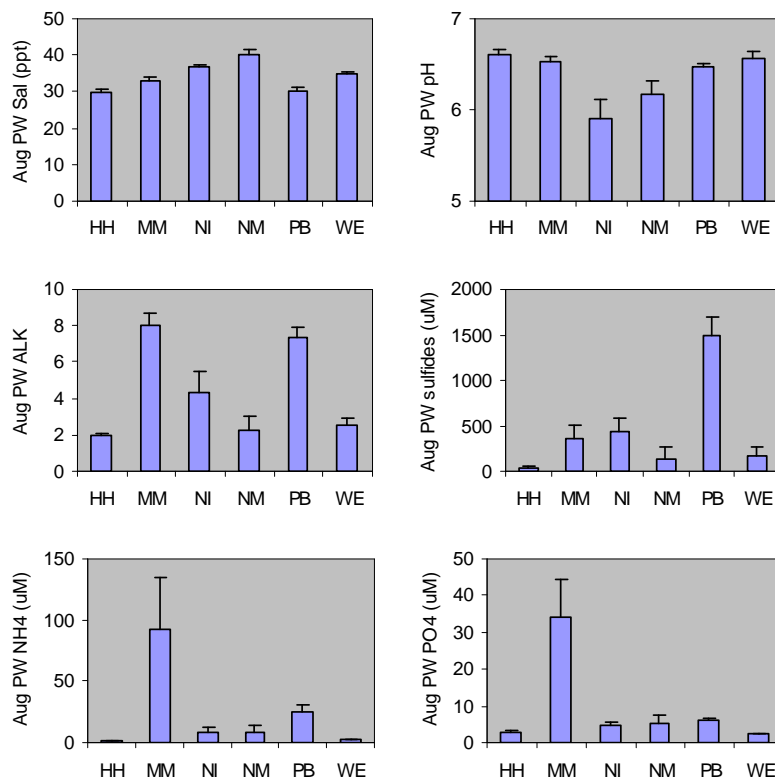 Aug PW Sal (ppt)
50
40
30
20
10
0
HH MM NI NM PB WE
Aug PW pH
7
6
5
HH MM NI NM PB WE
Aug PW ALK
10
8
6
4
2
0
HH MM NI NM PB WE
Aug PW sulfides (uM)
2000
1500
1000
500
0
HH MM NI NM PB WE
Aug PW NH4 (uM)
150
100
50
0
HH MM NI NM PB WE
Aug PW PO4 (uM)
50
40
30
20
10
0
HH MM NI NM PB WE